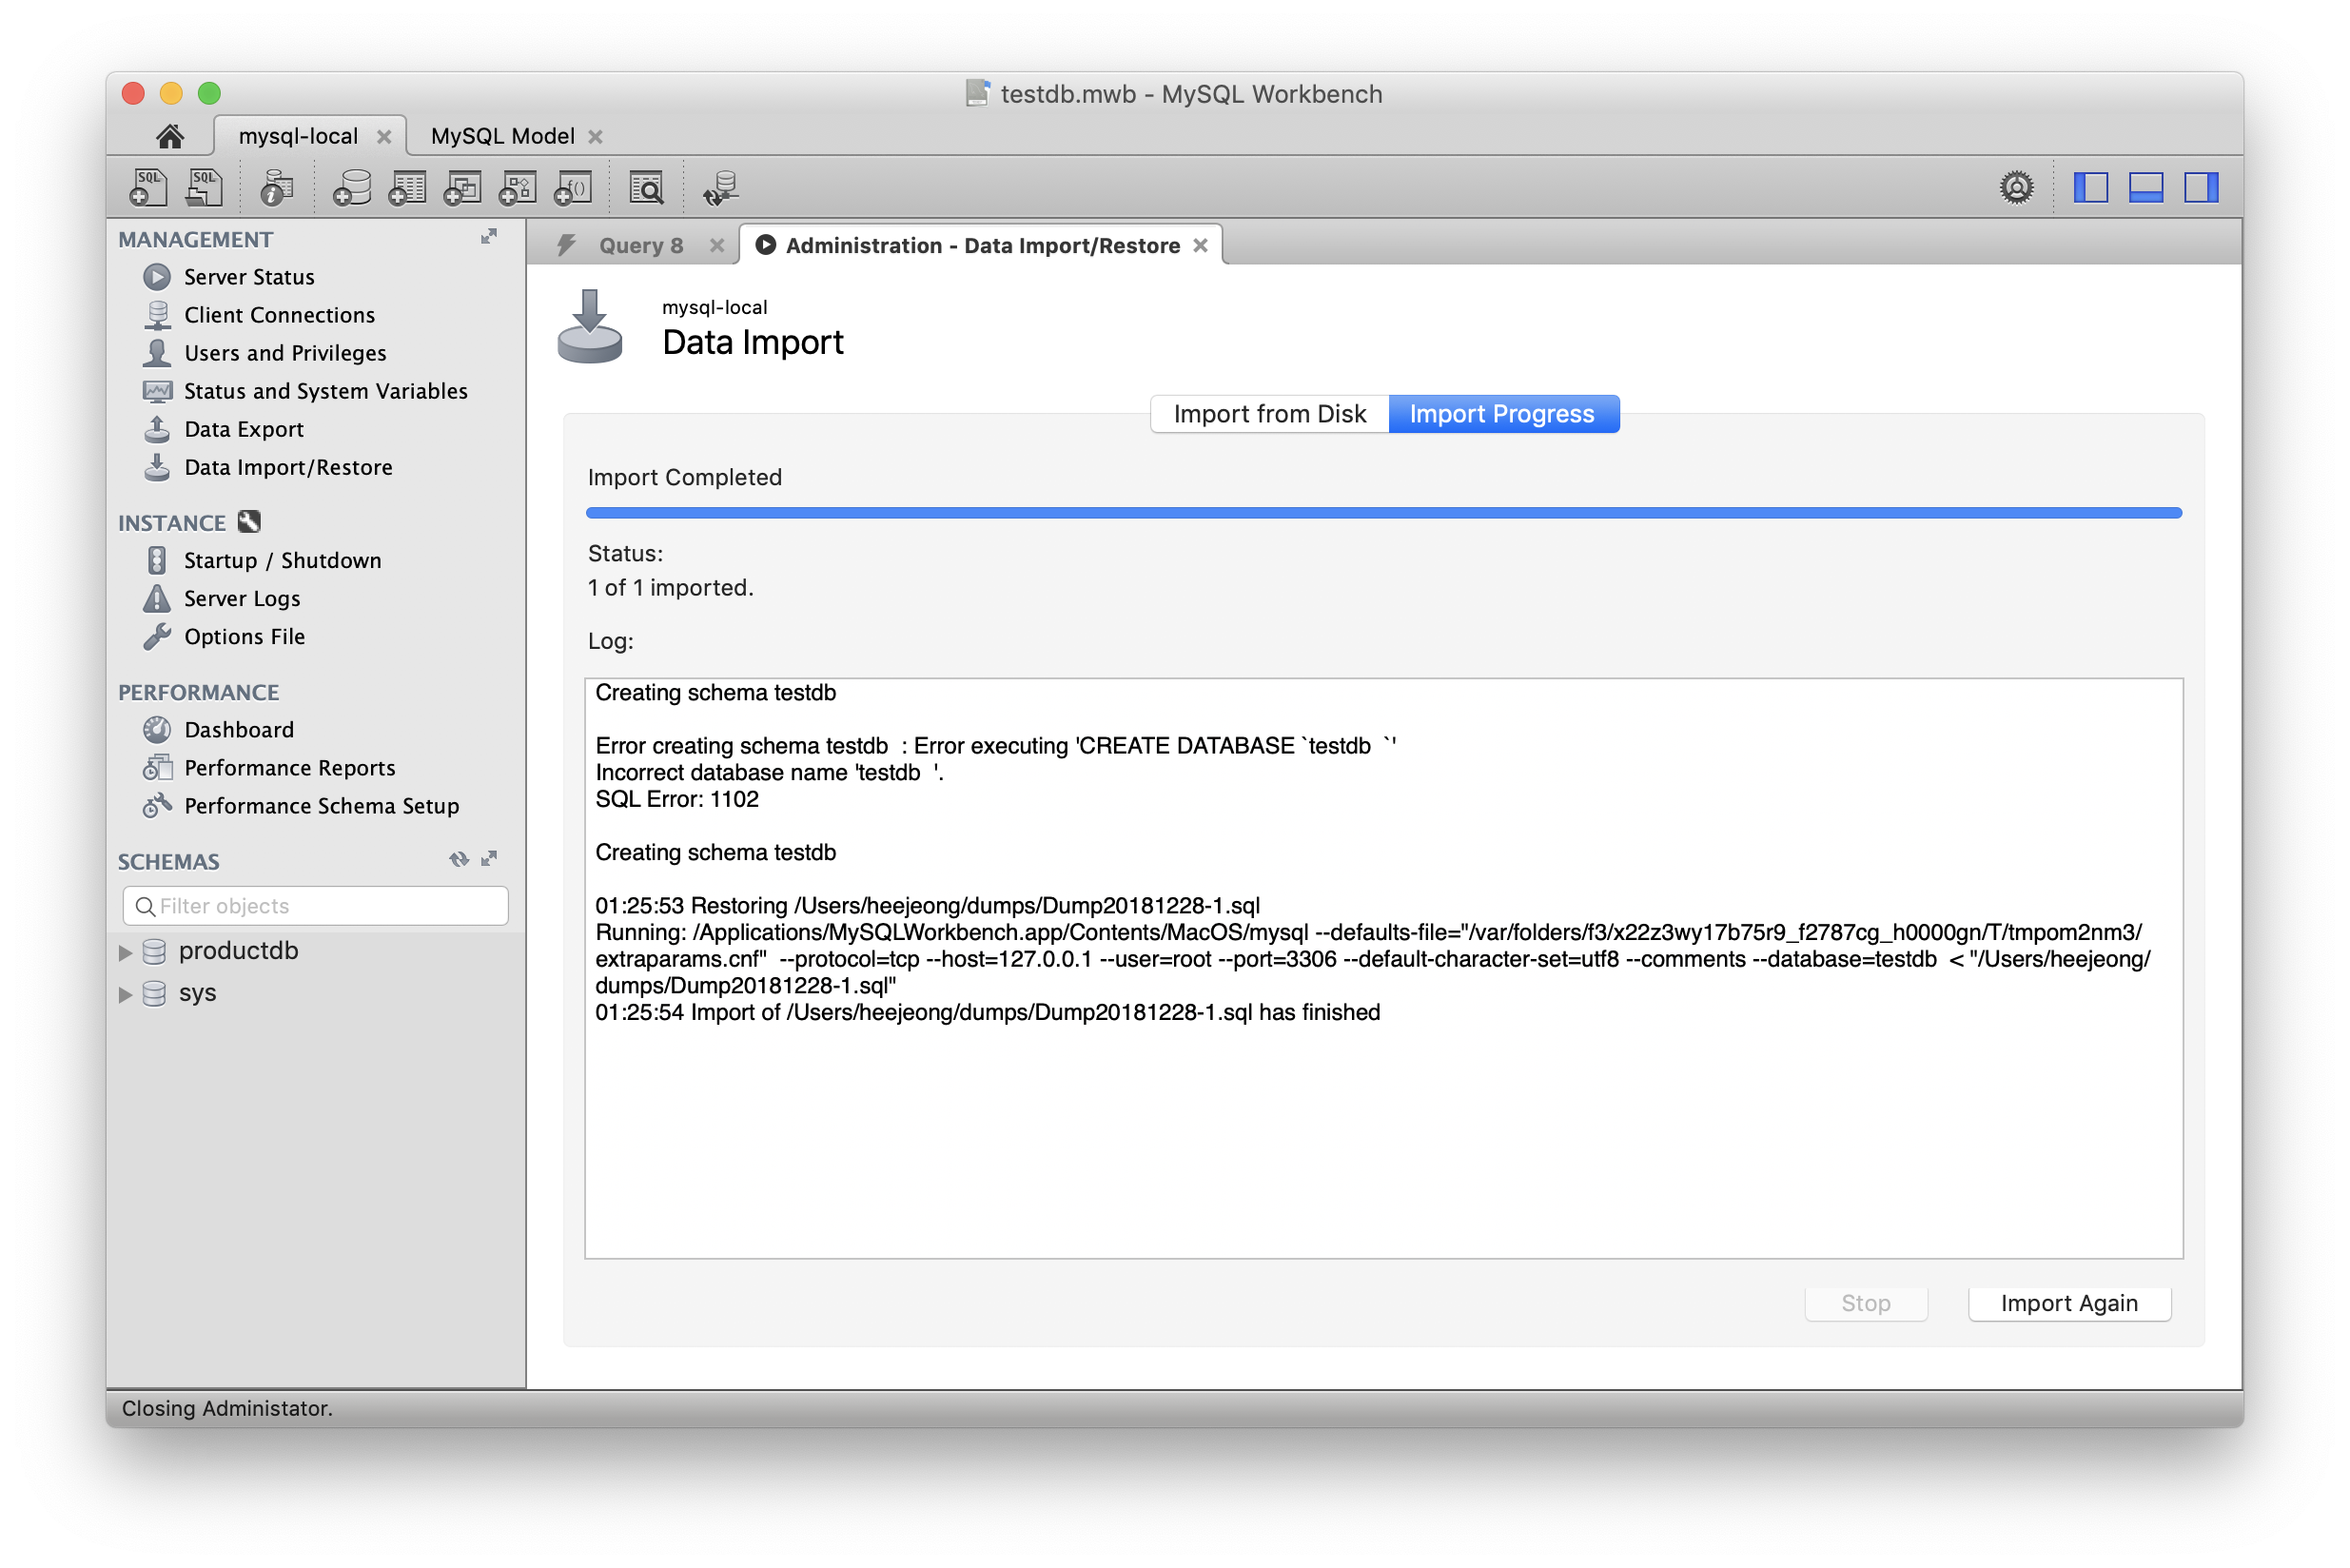 testdb.mwb - MySQL Workbench
mysql-local
MySQL Model
SQL
SQL
f()
MANAGEMENT
Server Status
Client Connections
Users and Privileges
Status and System Variables
Data Export
Data Import/Restore
INSTANCE
Startup / Shutdown
Server Logs
Options File
PERFORMANCE
Dashboard
Performance Reports
Performance Schema Setup
SCHEMAS
Filter objects
productdb
sys
Query 8
Administration - Data Import/Restore
mysql-local
Data Import
Import from Disk
Import Progress
Import Completed
Status:
1 of 1 imported.
Log:
Creating schema testdb
Error creating schema testdb  : Error executing 'CREATE DATABASE `testdb  `'
Incorrect database name 'testdb  '.
SQL Error: 1102
Creating schema testdb
01:25:53 Restoring /Users/heejeong/dumps/Dump20181228-1.sql
Running: /Applications/MySQLWorkbench.app/Contents/MacOS/mysql --defaults-file="/var/folders/f3/x22z3wy17b75r9_f2787cg_h0000gn/T/tmpom2nm3/
extraparams.cnf"  --protocol=tcp --host=127.0.0.1 --user=root --port=3306 --default-character-set=utf8 --comments --database=testdb  < "/Users/heejeong/
dumps/Dump20181228-1.sql"
01:25:54 Import of /Users/heejeong/dumps/Dump20181228-1.sql has finished
Stop
Import Again
Closing Administator.